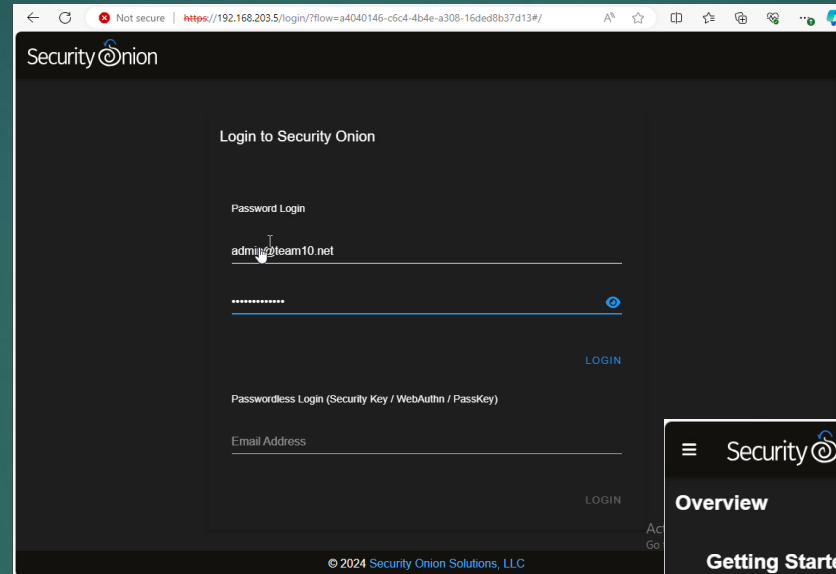 Not secure | https://192.168.203.5/login/?flow=a4040146-c6c4-4b4e-a308-16ded8b37d13#/
Security Onion
Login to Security Onion
Password Login
admin@team10.net
•••••••••••••
LOGIN
Passwordless Login (Security Key / WebAuthn / PassKey)
Email Address
LOGIN
© 2024 Security Onion Solutions, LLC
Security
Overview
Getting Starte